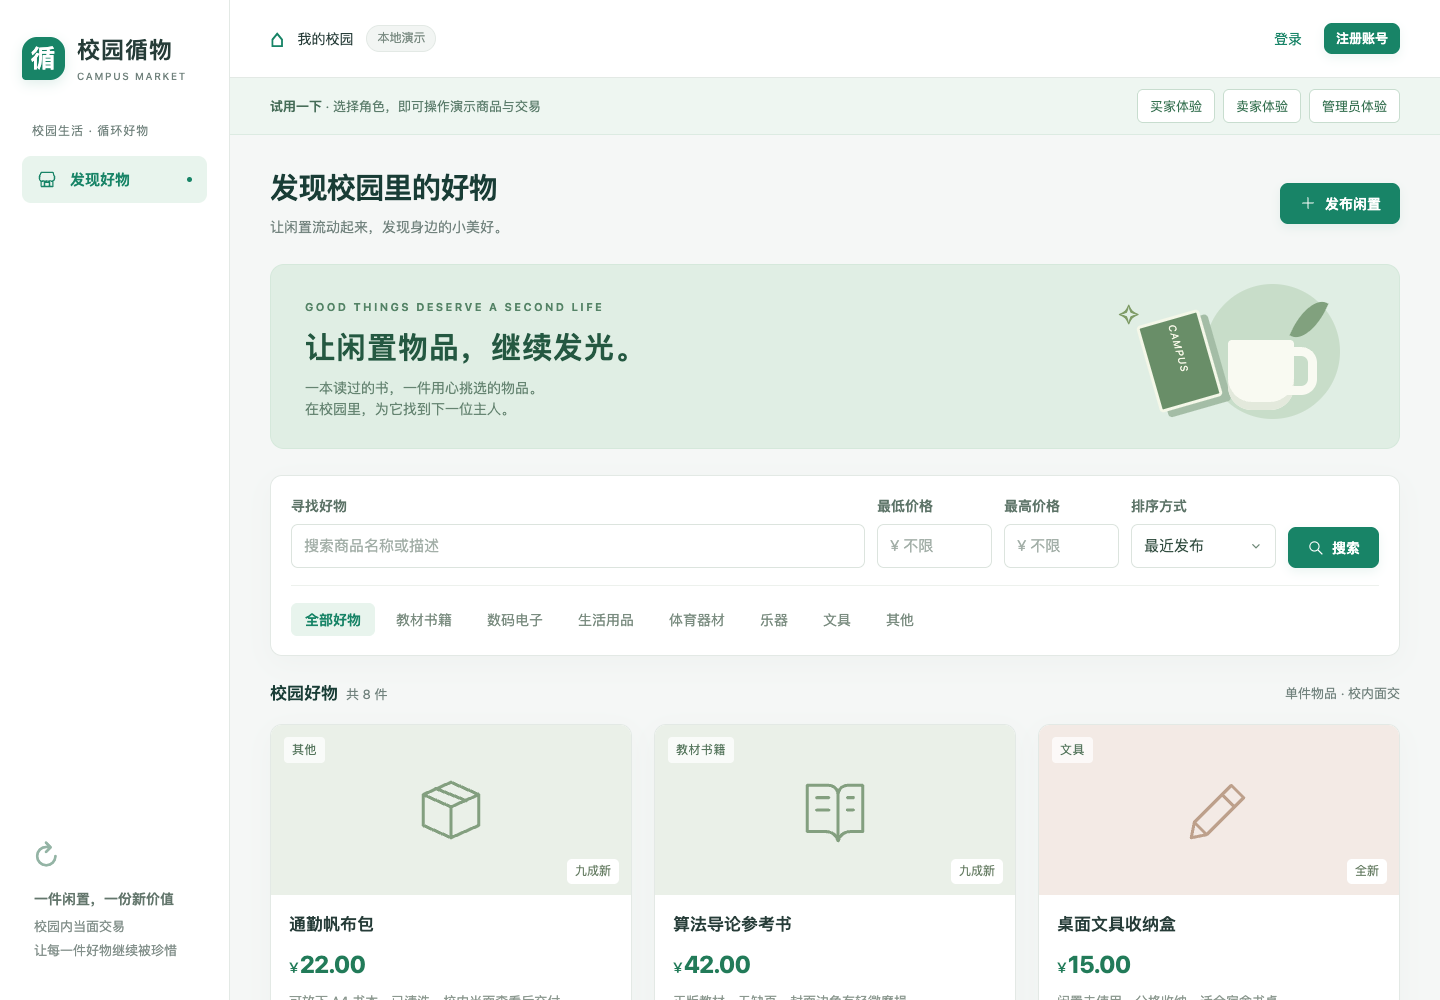 循
校园循物
CAMPUS MARKET
校园生活 · 循环好物
发现好物
一件闲置，一份新价值
校园内当面交易
让每一件好物继续被珍惜
我的校园
本地演示
登录
注册账号
试用一下 · 选择角色，即可操作演示商品与交易
买家体验
卖家体验
管理员体验
发现校园里的好物
让闲置流动起来，发现身边的小美好。
发布闲置
GOOD THINGS DESERVE A SECOND LIFE
让闲置物品，继续发光。
一本读过的书，一件用心挑选的物品。
在校园里，为它找到下一位主人。
CAMPUS
寻找好物
最低价格
最高价格
排序方式
搜索商品名称或描述
¥ 不限
¥ 不限
最近发布
搜索
全部好物
教材书籍
数码电子
生活用品
体育器材
乐器
文具
其他
校园好物 共 8 件
单件物品 · 校内面交
其他
九成新
通勤帆布包
¥22.00
教材书籍
九成新
算法导论参考书
¥42.00
文具
全新
桌面文具收纳盒
¥15.00